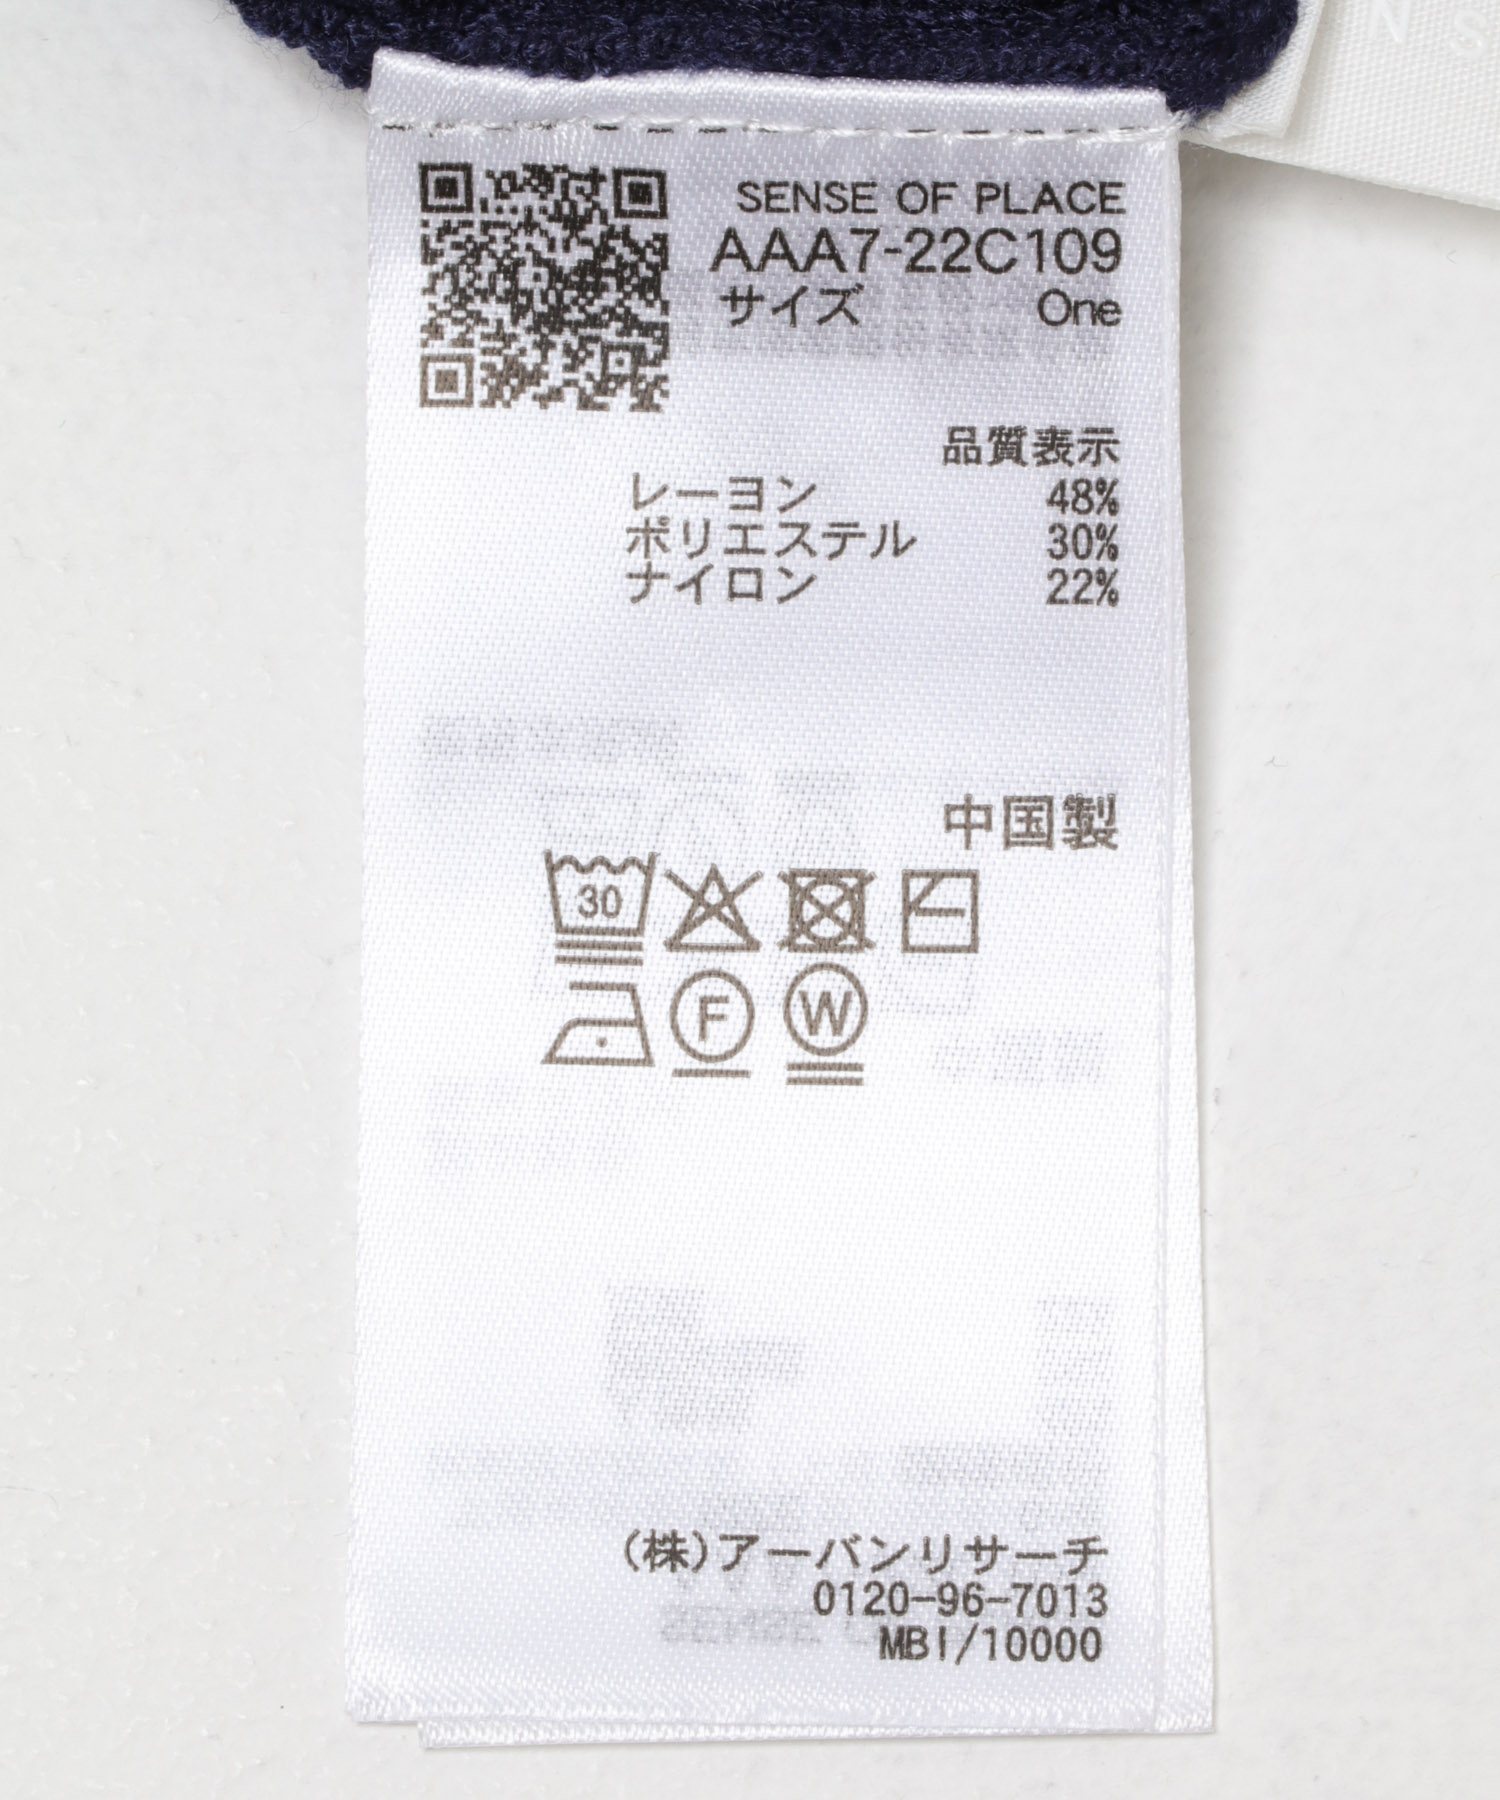 N S
SENSE OF PLACE
AAA7-22C109
サイズ One
品質表示
レーヨン 48%
ポリエステル 30%
ナイロン 22%
中国製
30
F W
(株)アーバンリサーチ
0120-96-7013
MBI/10000